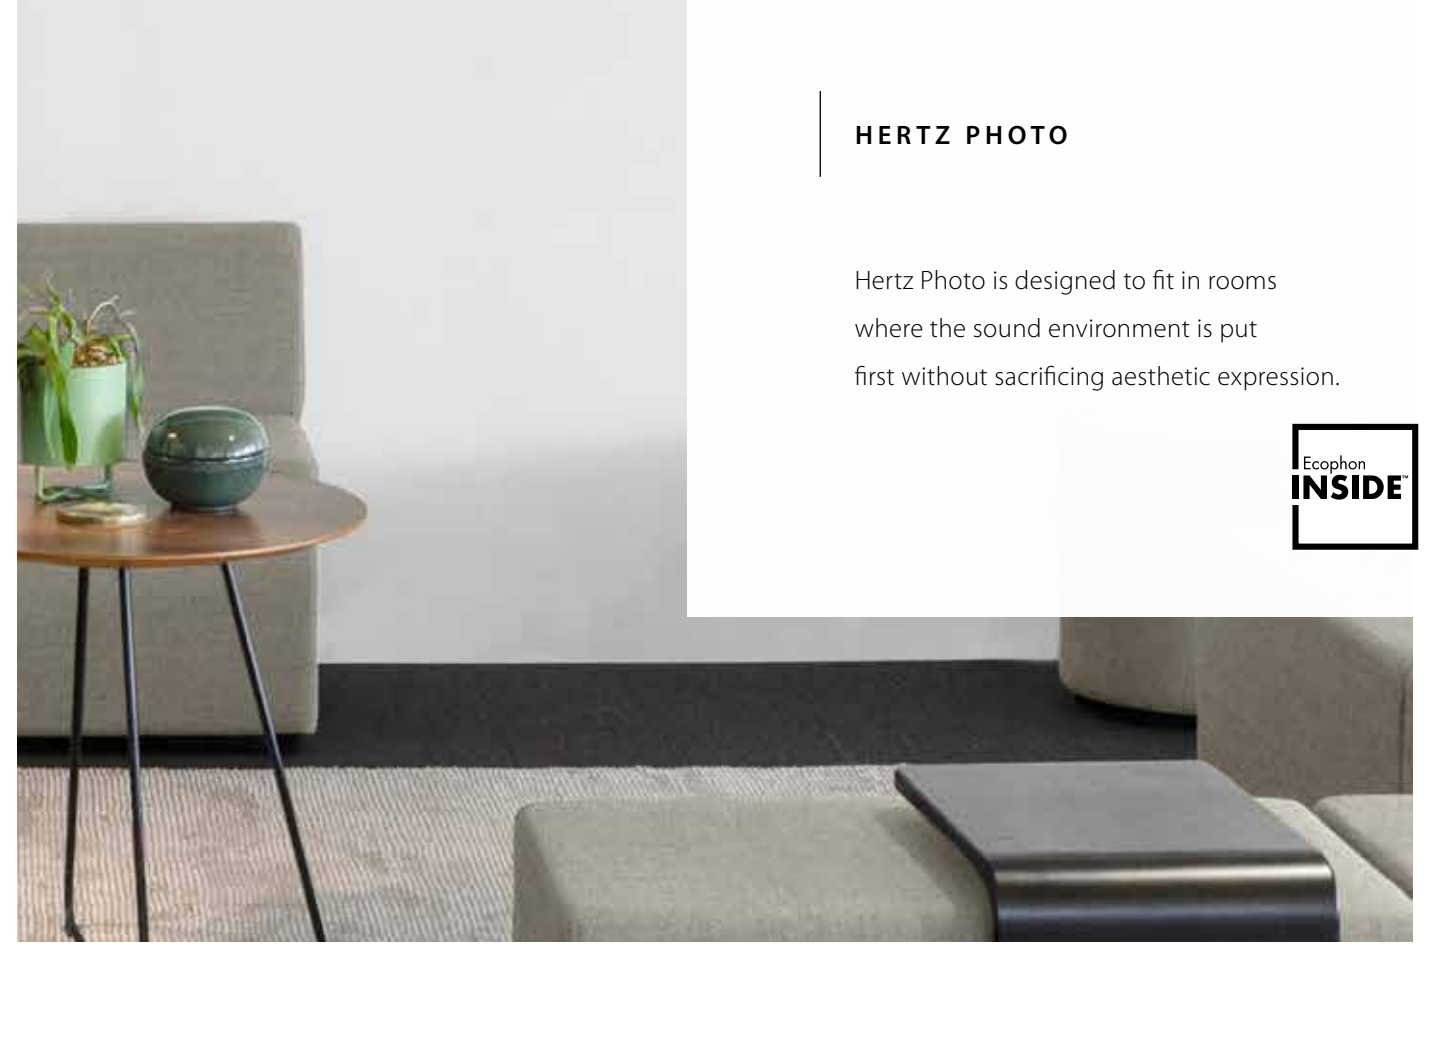 HERTZ PHOTO
Hertz Photo is designed to fit in rooms
where the sound environment is put
first without sacrificing aesthetic expression.
Ecophon
INSIDE™